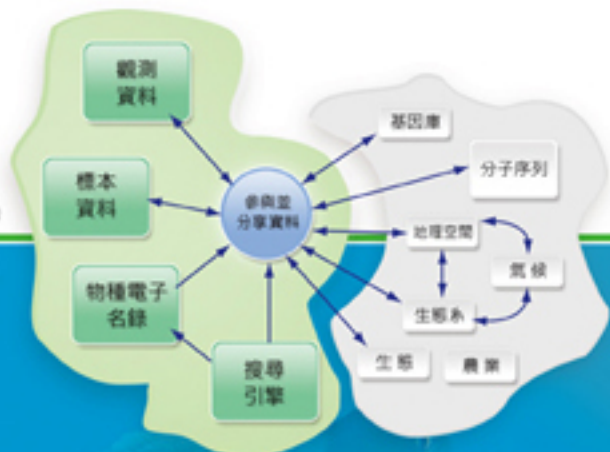 觀測
資料
標本
資料
物種電子
名錄
搜尋
引擎
參與並
分享資料
基因庫
分子序列
地理空間
氣候
生態系
生態
農業